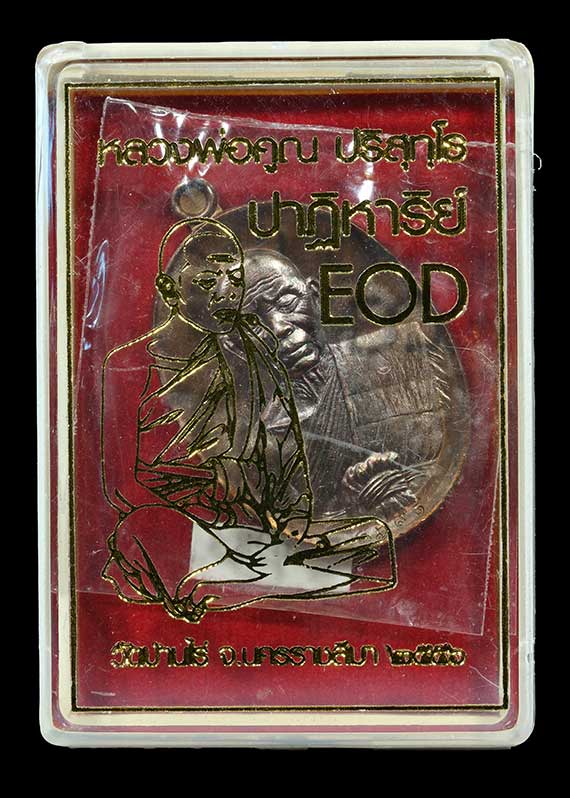 หลวงพ่อคูณ ปริสุทฺโธ
ปาฏิหาริย์
EOD
วัดบ้านไร่ จ.นครราชสีมา ๒๕๕๖